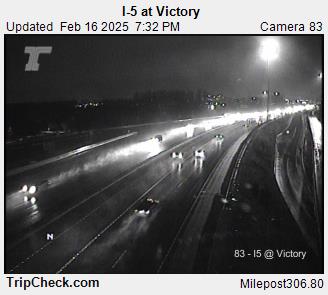 I-5 at Victory
Updated Feb 16 2025 7:32 PM Camera 83
T
N
83 - I5 @ Victory
TripCheck.com Milepost306.80